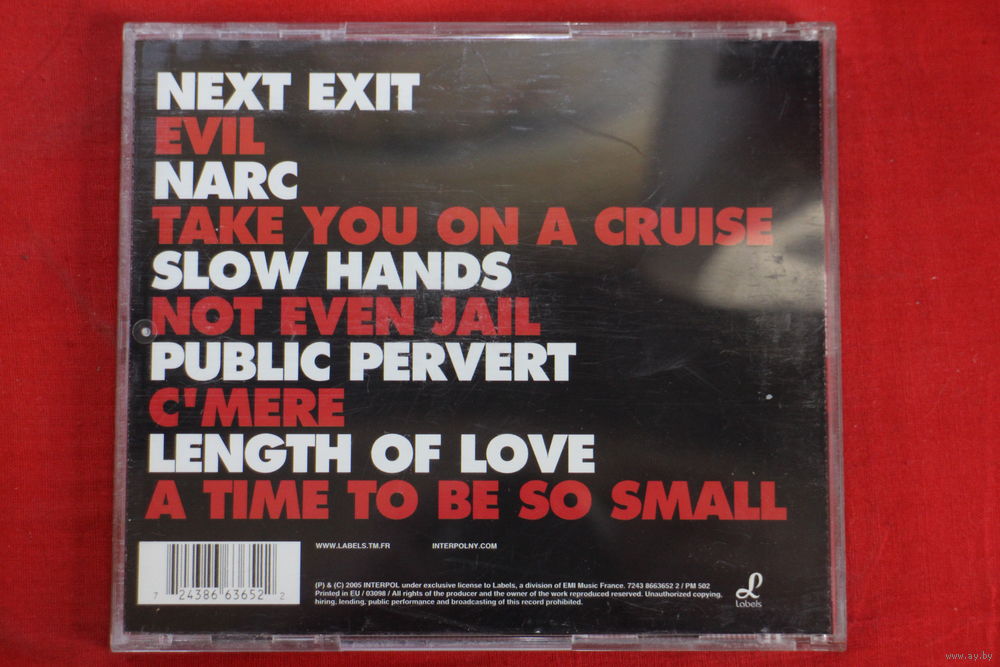 NEXT EXIT
EVIL
NARC
TAKE YOU ON A CRUISE
SLOW HANDS
NOT EVEN JAIL
PUBLIC PERVERT
C'MERE
LENGTH OF LOVE
A TIME TO BE SO SMALL
WWW.LABELS.TM.FR INTERPOLNY.COM
7 24386 63652 2
(P) & (C) 2005 INTERPOL under exclusive license to Labels, a division of EMI Music France. 7243 8663652 2 / PM 502
Printed in EU / 03098 / All rights of the producer and the owner of the work reproduced reserved. Unauthorized copying,
hiring, lending, public performance and broadcasting of this record prohibited.
Labels
www.ay.by